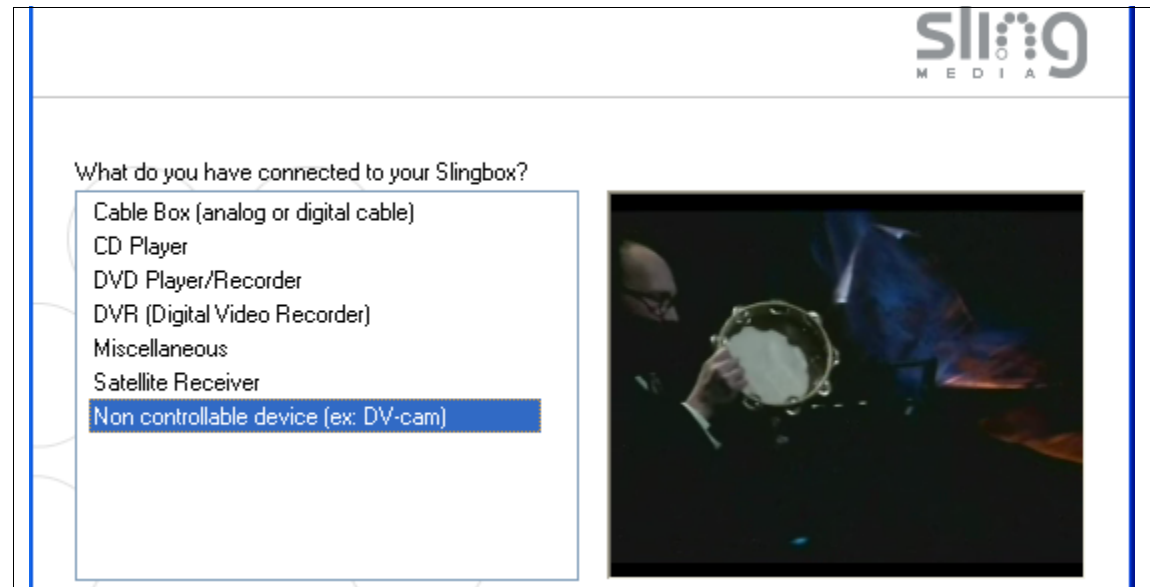 sling
MEDIA
What do you have connected to your Slingbox?
Cable Box (analog or digital cable)
CD Player
DVD Player/Recorder
DVR (Digital Video Recorder)
Miscellaneous
Satellite Receiver
Non controllable device (ex: DV-cam)